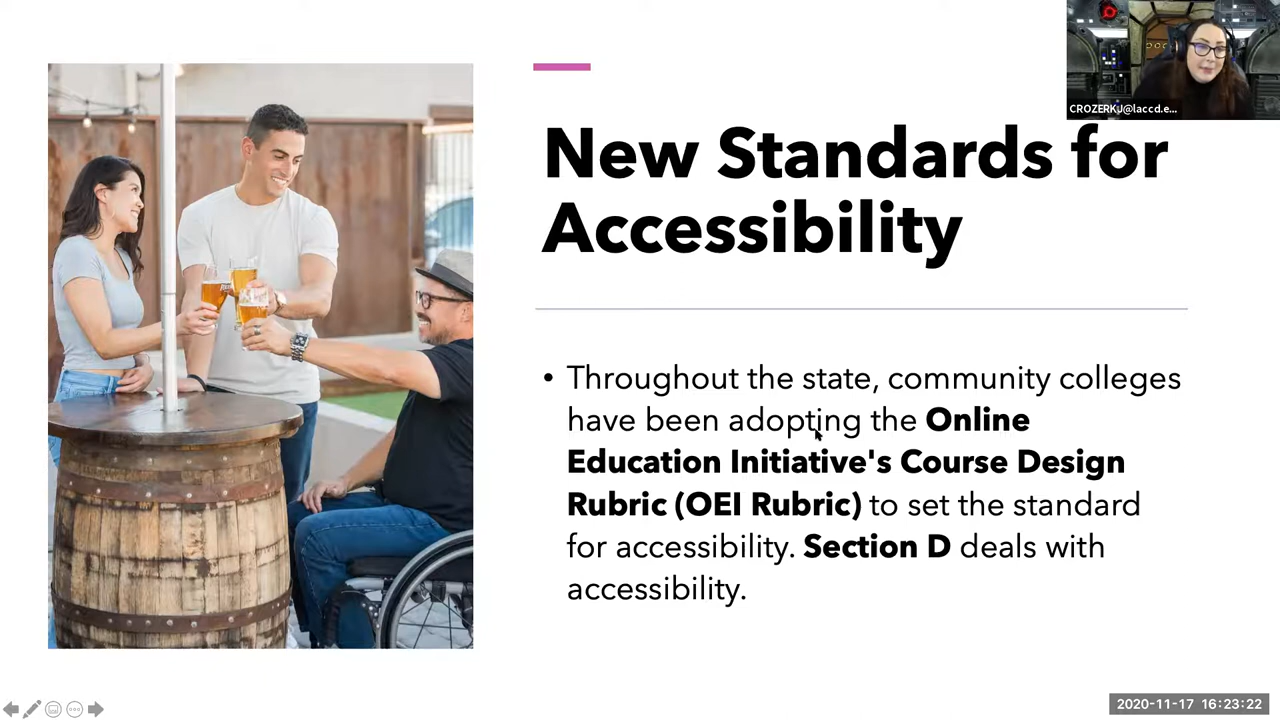 CROZERKJ@laccd.e...
New Standards for
Accessibility
• Throughout the state, community colleges
have been adopting the Online
Education Initiative's Course Design
Rubric (OEI Rubric) to set the standard
for accessibility. Section D deals with
accessibility.
2020-11-17 16:23:22